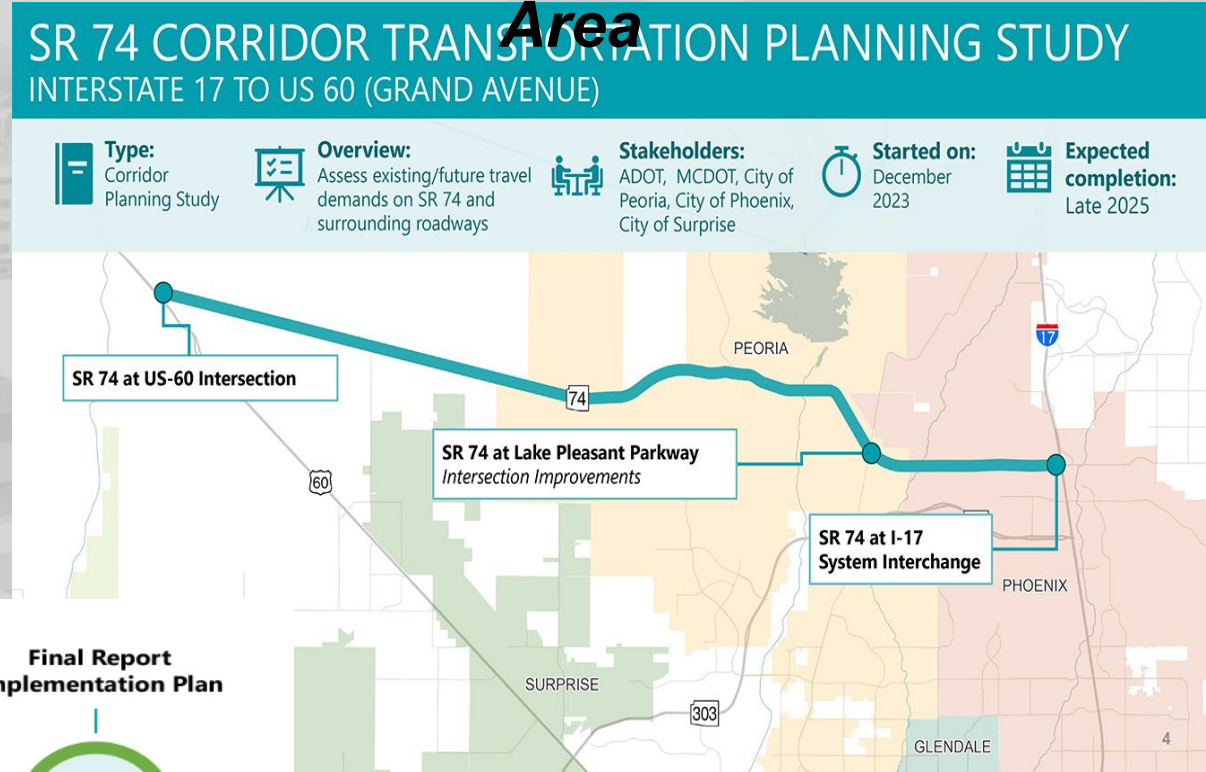 Area
SR 74 CORRIDOR TRANSPORTATION PLANNING STUDY
INTERSTATE 17 TO US 60 (GRAND AVENUE)
Type:
Corridor
Planning Study
Overview:
Assess existing/future travel
demands on SR 74 and
surrounding roadways
Stakeholders:
ADOT, MCDOT, City of
Peoria, City of Phoenix,
City of Surprise
Started on:
December
2023
Expected
completion:
Late 2025
PEORIA
17
SR 74 at US-60 Intersection
74
SR 74 at Lake Pleasant Parkway
Intersection Improvements
60
SR 74 at I-17
System Interchange
PHOENIX
Final Report
mplementation Plan
SURPRISE
303
GLENDALE
4